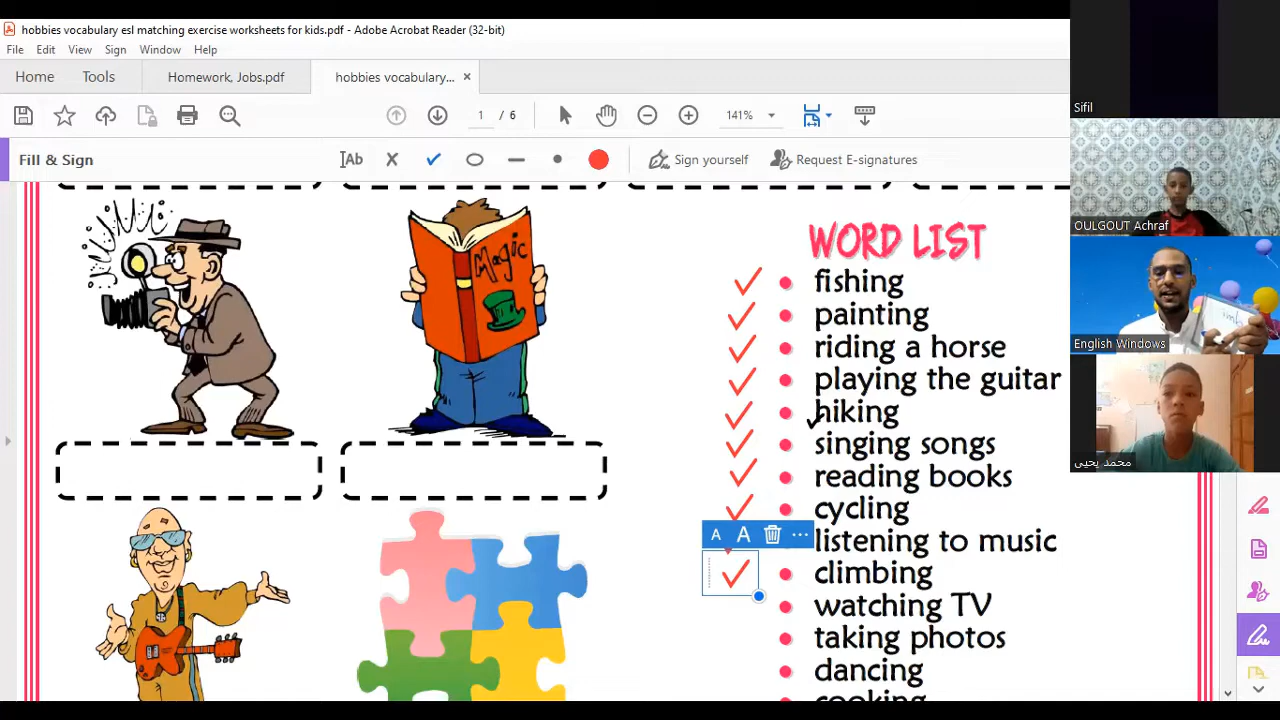 hobbies vocabulary esl matching exercise worksheets for kids.pdf - Adobe Acrobat Reader (32-bit)
File Edit View Sign Window Help
Home Tools Homework, Jobs.pdf hobbies vocabulary... ×
1 / 6 141%
Fill & Sign Ab Sign yourself Request E-signatures
Magic
WORD LIST
fishing
painting
riding a horse
playing the guitar
hiking
singing songs
reading books
cycling
A A
listening to music
climbing
watching TV
taking photos
dancing
cooking
Sifil
OULGOUT Achraf
English Windows
محمد يحيى